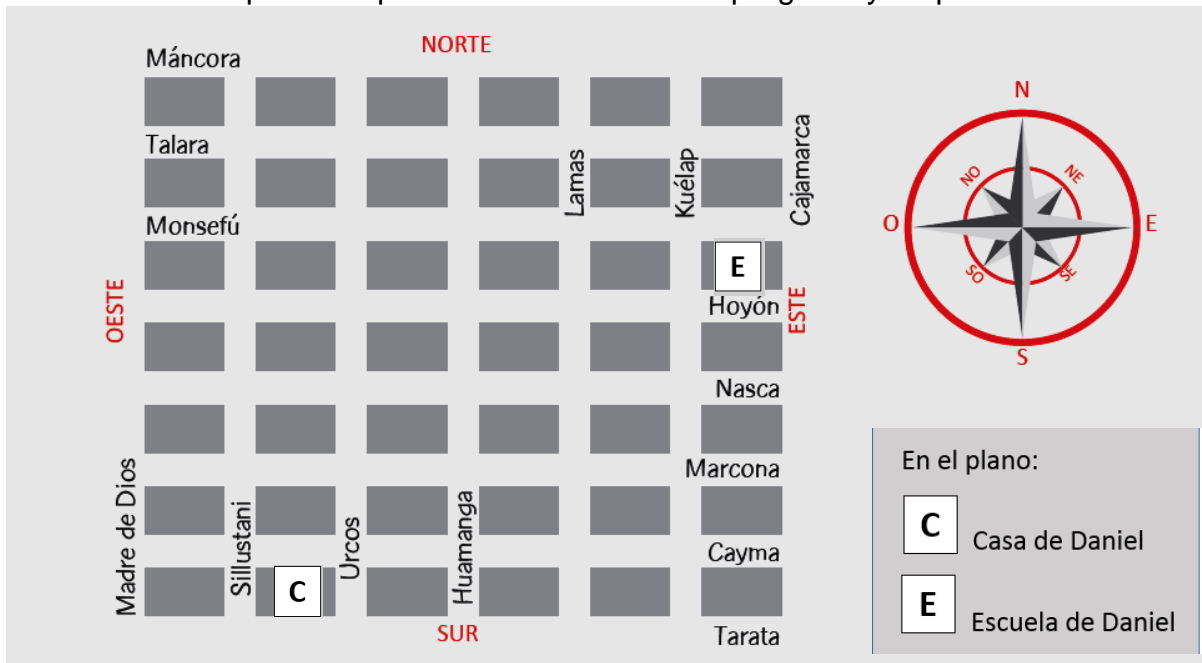 NORTE
Máncora
Talara
Monsefú
Lamas
Kuélap
Cajamarca
OESTE
E
Hoyón
ESTE
Nasca
Marcona
Madre de Dios
Sillustani
Urcos
Huamanga
Cayma
C
SUR
Tarata
N
NO
NE
O
E
SO
SE
S
En el plano:
C
Casa de Daniel
E
Escuela de Daniel